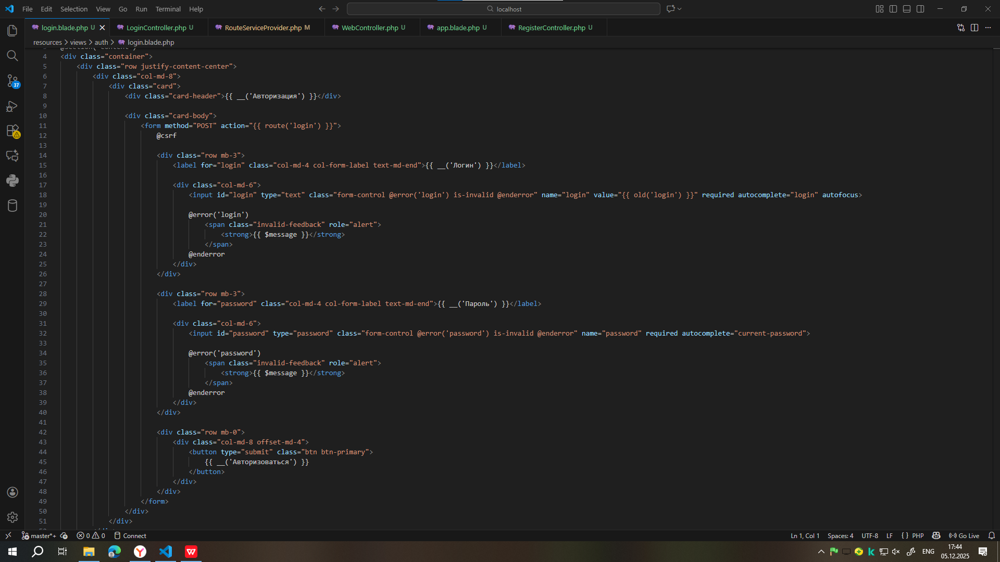 File Edit Selection View Go Run Terminal Help
localhost
login.blade.php U
LoginController.php U
RouteServiceProvider.php M
WebController.php U
app.blade.php U
RegisterController.php U
resources > views > auth > login.blade.php
4 <div class="container">
5 <div class="row justify-content-center">
6 <div class="col-md-8">
7 <div class="card">
8 <div class="card-header">{{ __('Авторизация') }}</div>
9
10 <div class="card-body">
11 <form method="POST" action="{{ route('login') }}">
12 @csrf
13
14 <div class="row mb-3">
15 <label for="login" class="col-md-4 col-form-label text-md-end">{{ __('Логин') }}</label>
16
17 <div class="col-md-6">
18 <input id="login" type="text" class="form-control @error('login') is-invalid @enderror" name="login" value="{{ old('login') }}" required autocomplete="login" autofocus>
19
20 @error('login')
21 <span class="invalid-feedback" role="alert">
22 <strong>{{ $message }}</strong>
23 </span>
24 @enderror
25 </div>
26 </div>
27
28 <div class="row mb-3">
29 <label for="password" class="col-md-4 col-form-label text-md-end">{{ __('Пароль') }}</label>
30
31 <div class="col-md-6">
32 <input id="password" type="password" class="form-control @error('password') is-invalid @enderror" name="password" required autocomplete="current-password">
33
34 @error('password')
35 <span class="invalid-feedback" role="alert">
36 <strong>{{ $message }}</strong>
37 </span>
38 @enderror
39 </div>
40 </div>
41
42 <div class="row mb-0">
43 <div class="col-md-8 offset-md-4">
44 <button type="submit" class="btn btn-primary">
45 {{ __('Авторизоваться') }}
46 </button>
47 </div>
48 </div>
49 </form>
50 </div>
51 </div>
37
master*+ 0 0 Connect
Ln 1, Col 1 Spaces: 4 UTF-8 LF { } PHP Go Live
ENG
17:44
05.12.2025